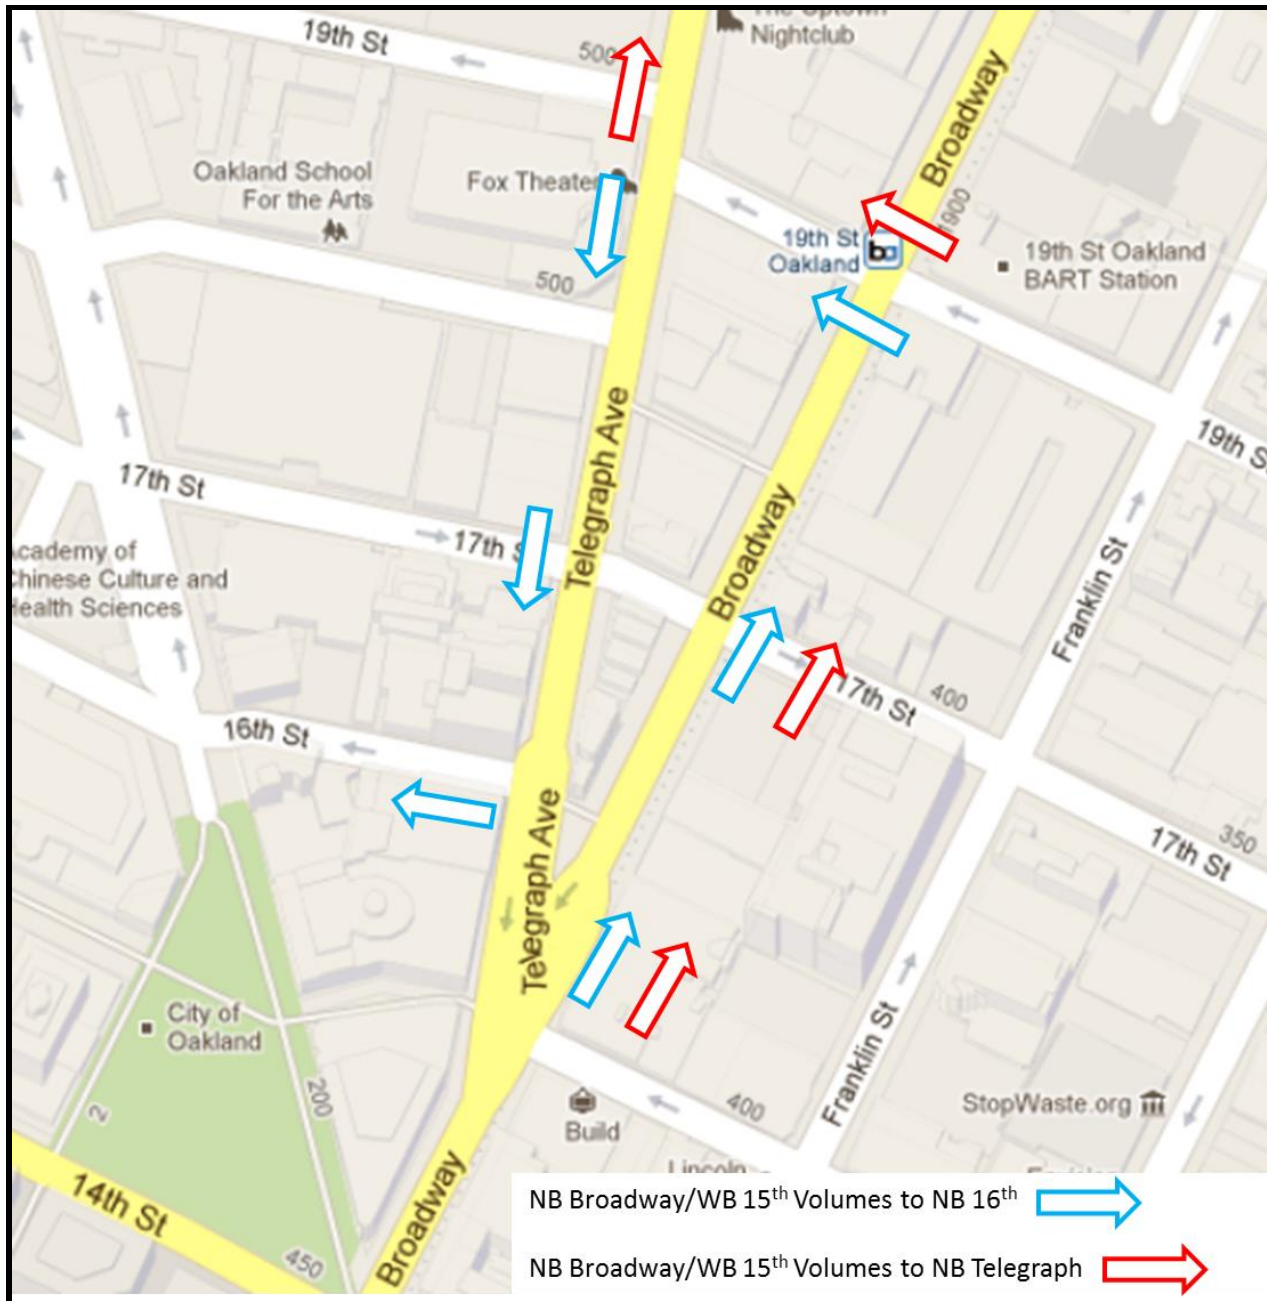 19th St
500
The Uptown
Nightclub
Broadway
Oakland School
For the Arts
Fox Theater
1900
19th St
Oakland
19th St Oakland
BART Station
500
Telegraph Ave
19th St
17th St
17th S
Broadway
Franklin St
Academy of
Chinese Culture and
Health Sciences
400
17th St
16th St
350
17th St
Telegraph Ave
City of
Oakland
200
2
Franklin St
StopWaste.org
400
Build
Lincoln
14th St
450
Broadway
NB Broadway/WB 15th Volumes to NB 16th
NB Broadway/WB 15th Volumes to NB Telegraph